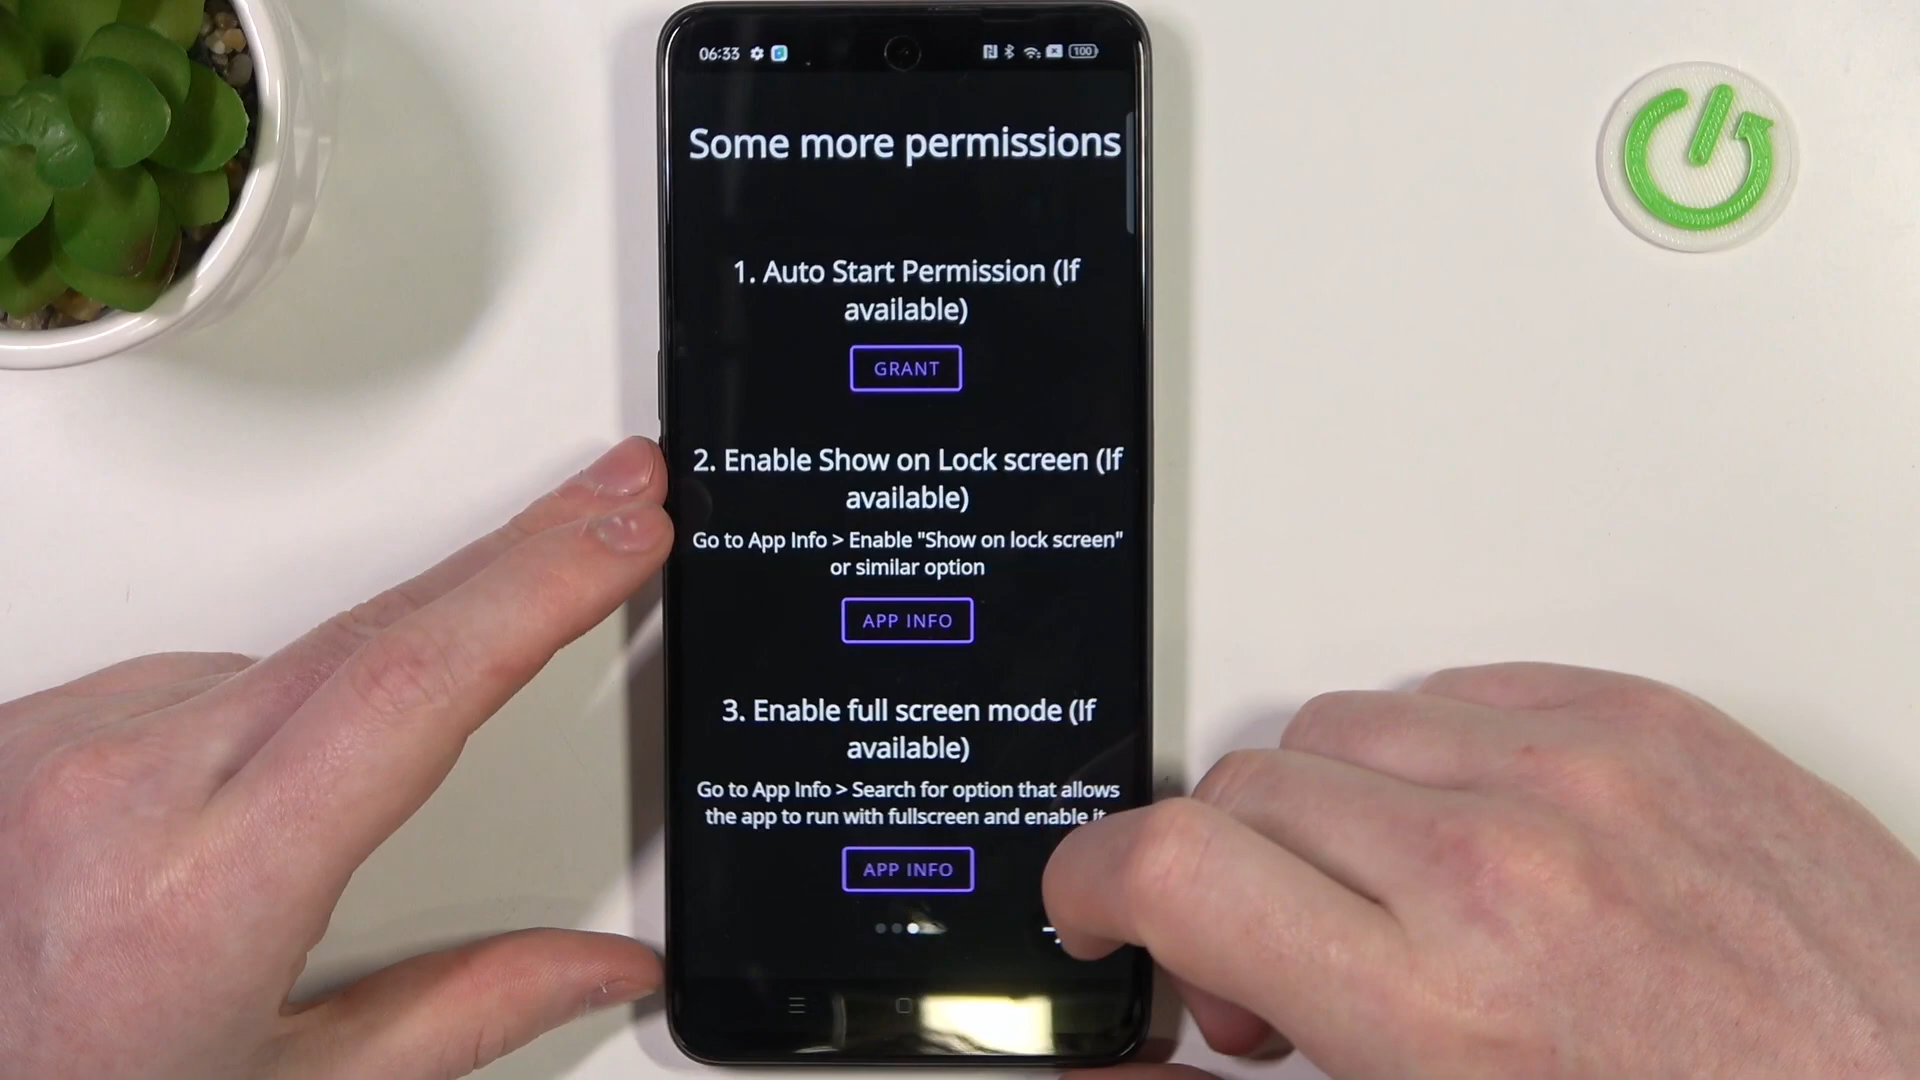 06:33
100
Some more permissions
1. Auto Start Permission (If
available)
GRANT
2. Enable Show on Lock screen (If
available)
Go to App Info > Enable "Show on lock screen"
or similar option
APP INFO
3. Enable full screen mode (If
available)
Go to App Info > Search for option that allows
the app to run with fullscreen and enable it
APP INFO